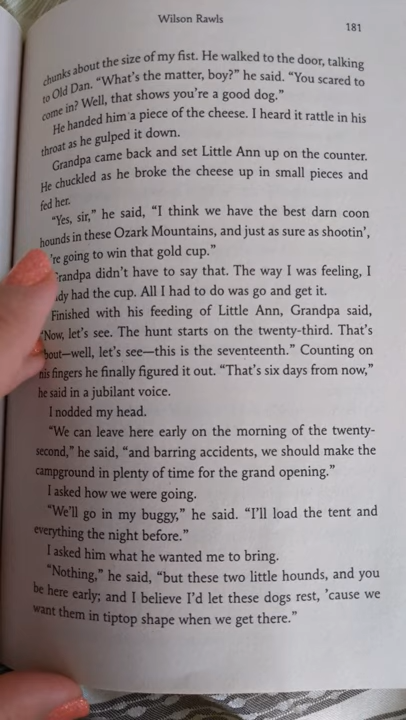 Wilson Rawls
181
chunks about the size of my fist. He walked to the door, talking
to Old Dan. "What's the matter, boy?" he said. "You scared to
come in? Well, that shows you're a good dog."
He handed him a piece of the cheese. I heard it rattle in his
throat as he gulped it down.
Grandpa came back and set Little Ann up on the counter.
He chuckled as he broke the cheese up in small pieces and
fed her.
"Yes, sir," he said, "I think we have the best darn coon
hounds in these Ozark Mountains, and just as sure as shootin',
're going to win that gold cup."
Grandpa didn't have to say that. The way I was feeling, I
dy had the cup. All I had to do was go and get it.
Finished with his feeding of Little Ann, Grandpa said,
"Now, let's see. The hunt starts on the twenty-third. That's
'bout—well, let's see—this is the seventeenth." Counting on
his fingers he finally figured it out. "That's six days from now,"
he said in a jubilant voice.
I nodded my head.
"We can leave here early on the morning of the twenty-
second," he said, "and barring accidents, we should make the
campground in plenty of time for the grand opening."
I asked how we were going.
"We'll go in my buggy," he said. "I'll load the tent and
everything the night before."
I asked him what he wanted me to bring.
"Nothing," he said, "but these two little hounds, and you
be here early; and I believe I'd let these dogs rest, 'cause we
want them in tiptop shape when we get there."